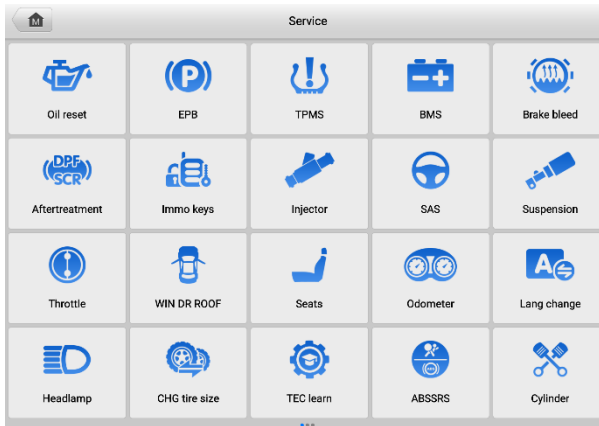 M
Service
Oil reset
P
EPB
TPMS
BMS
Brake bleed
DPF
SCR
Aftertreatment
Immo keys
Injector
SAS
Suspension
Throttle
WIN DR ROOF
Seats
Odometer
A
Lang change
Headlamp
CHG tire size
TEC learn
ABSSRS
Cylinder